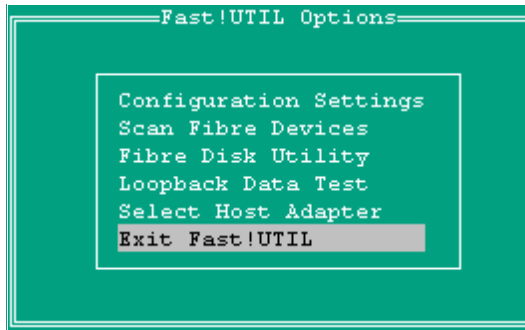 Fast!UTIL Options
Configuration Settings
Scan Fibre Devices
Fibre Disk Utility
Loopback Data Test
Select Host Adapter
Exit Fast!UTIL